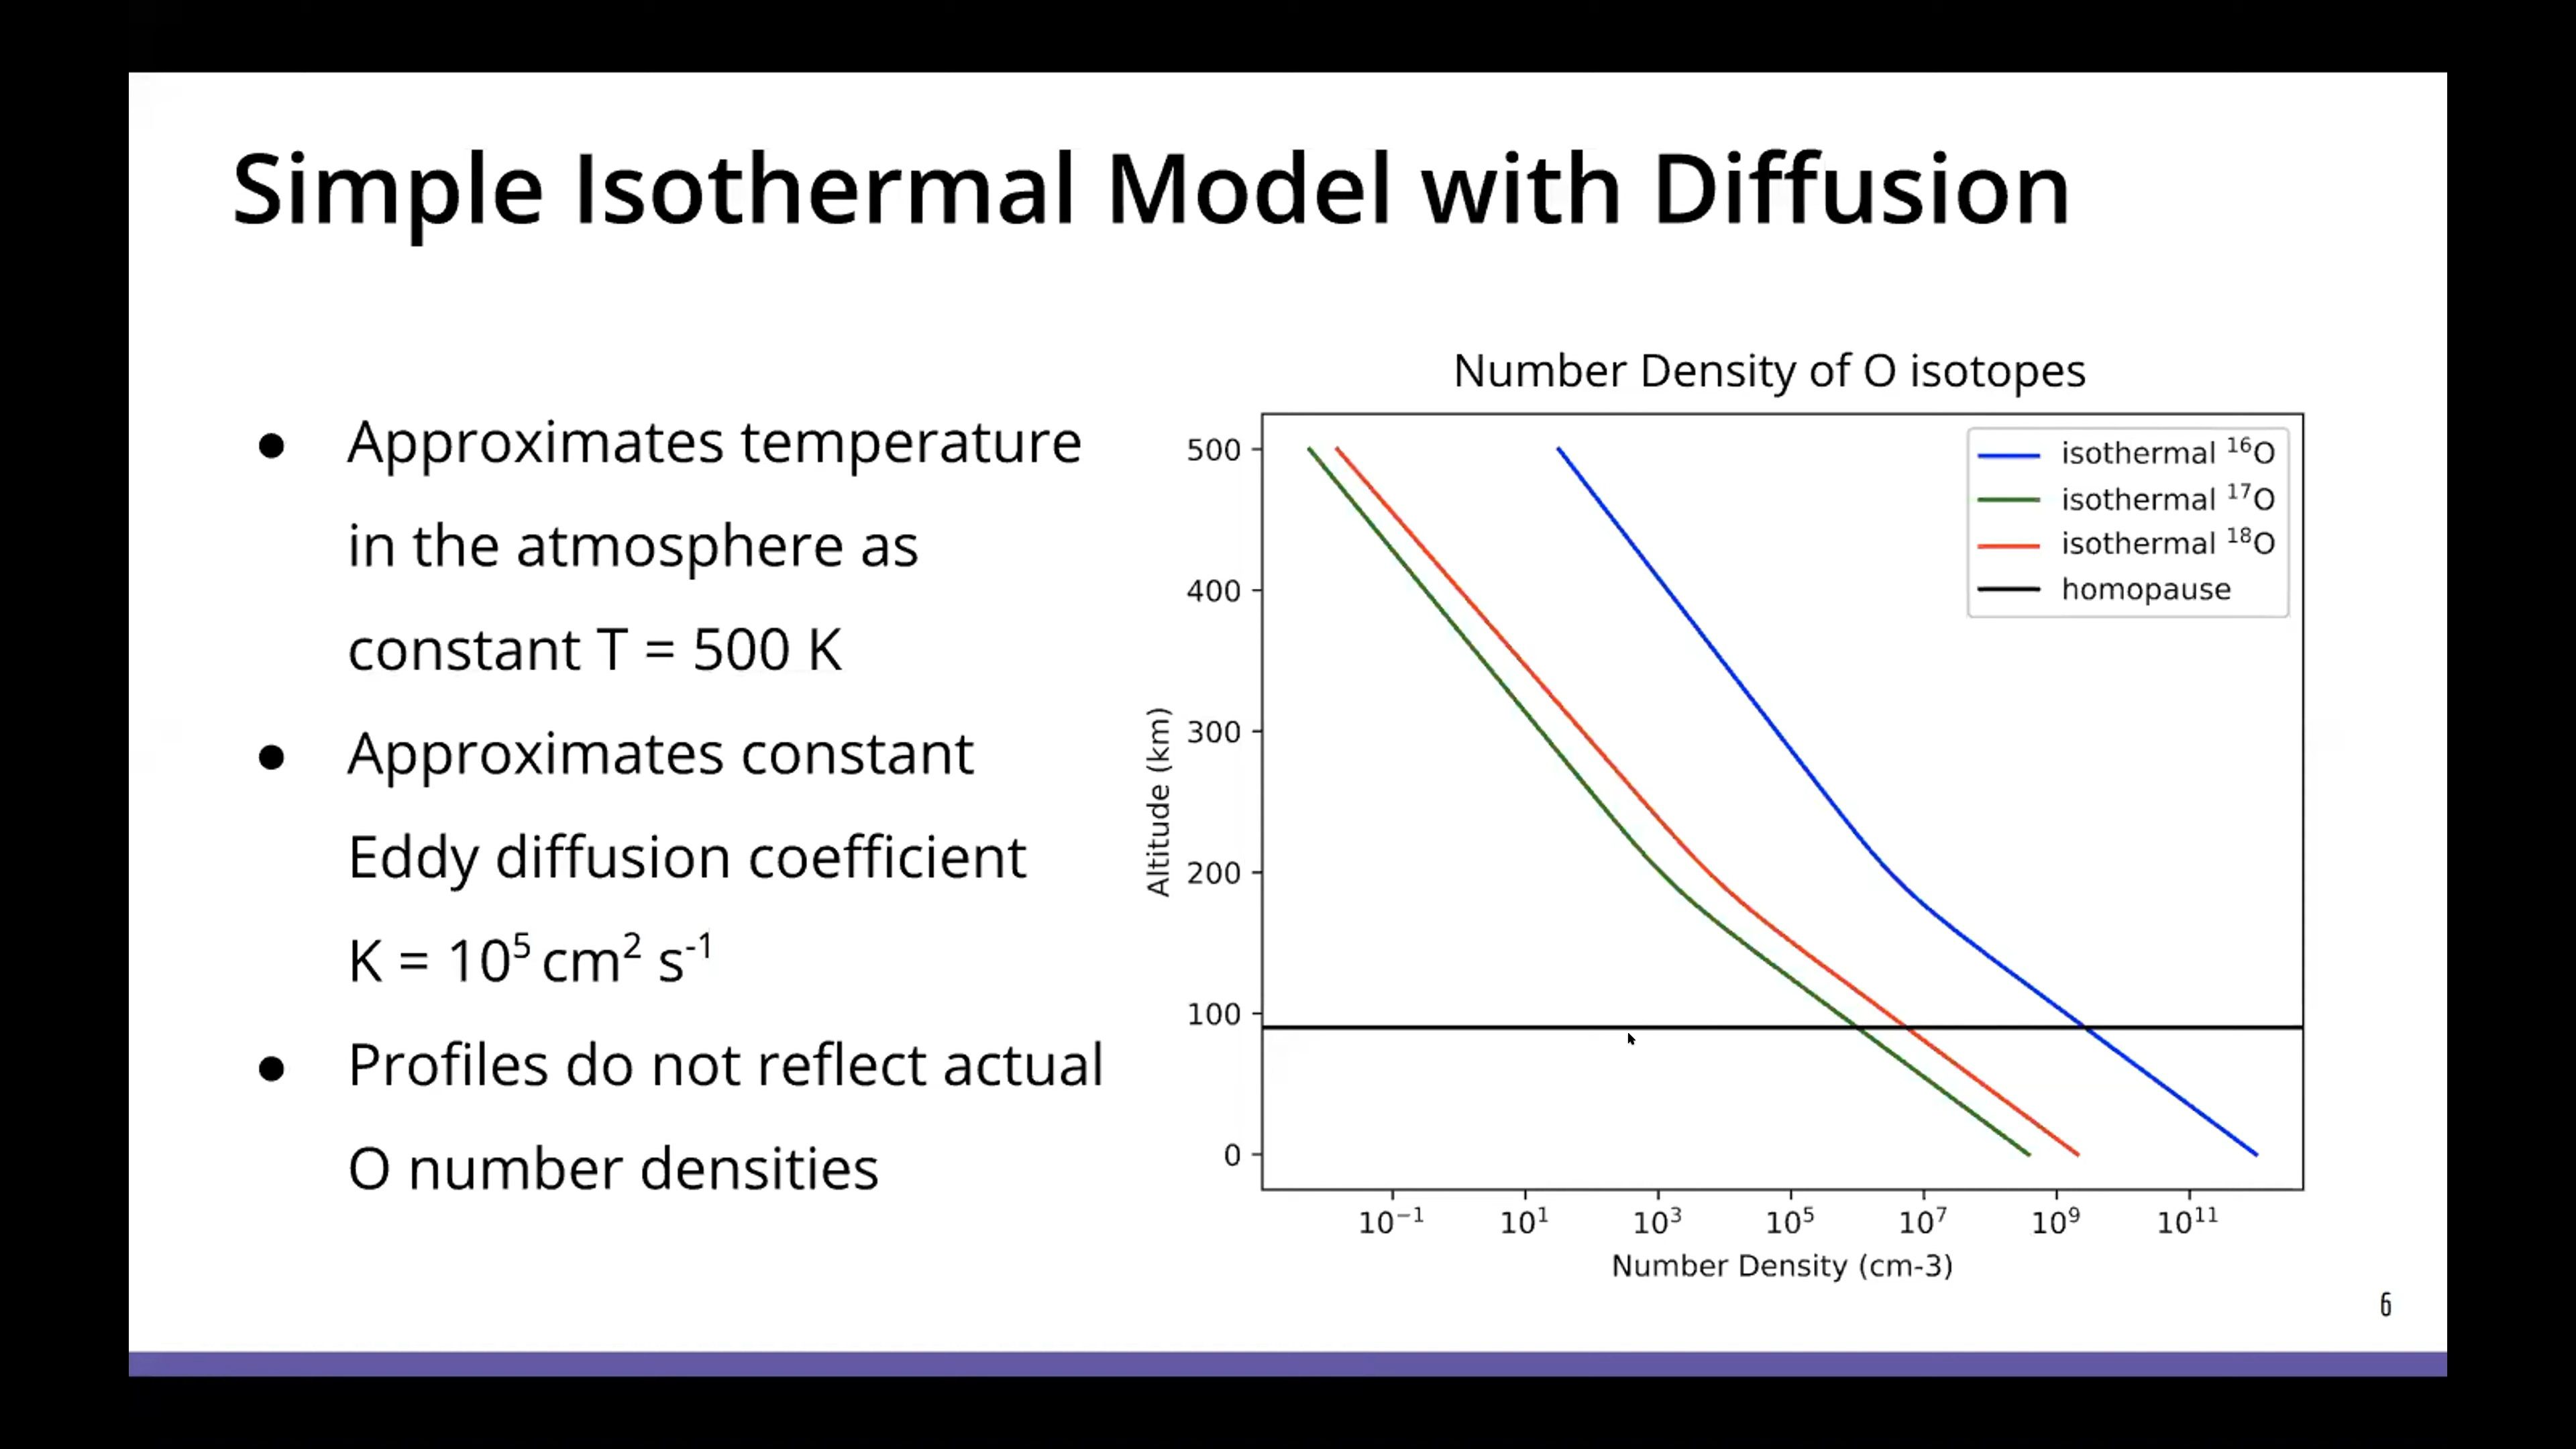 Simple Isothermal Model with Diffusion
● Approximates temperature
in the atmosphere as
constant T = 500 K
● Approximates constant
Eddy diffusion coefficient
K = 10⁵ cm² s⁻¹
● Profiles do not reflect actual
O number densities
Number Density of O isotopes
isothermal ¹⁶O
isothermal ¹⁷O
isothermal ¹⁸O
homopause
Altitude (km)
500
400
300
200
100
0
10⁻¹ 10¹ 10³ 10⁵ 10⁷ 10⁹ 10¹¹
Number Density (cm-3)
6